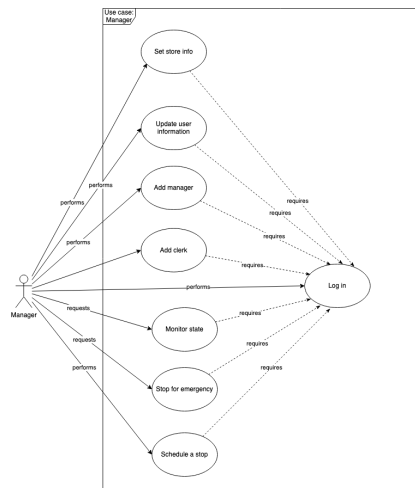 Use case:
Manager
Set store info
Update user
information
performs
Add manager
requires
requires
performs
requires
Add clerk
requires
performs
Log in
Manager
requests
Monitor state
requires
requests
requires
performs
Stop for emergency
requires
Schedule a stop